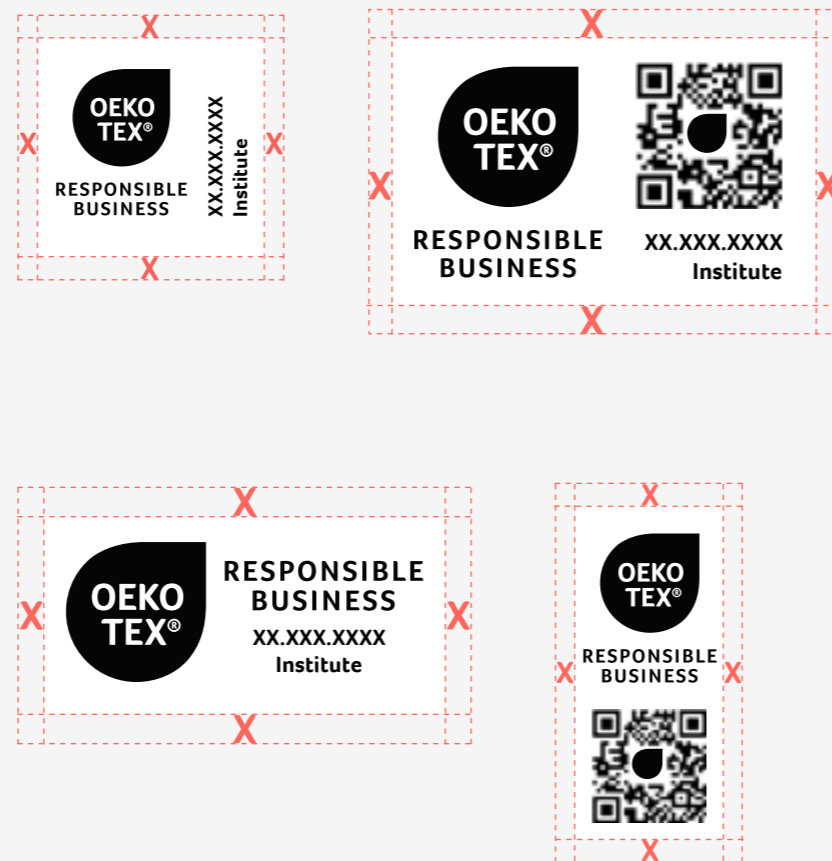 X
OEKO
TEX®
RESPONSIBLE
BUSINESS
XX.XXX.XXXX
Institute
X
X
X
X
OEKO
TEX®
RESPONSIBLE
BUSINESS
XX.XXX.XXXX
Institute
X
X
X
X
OEKO
TEX®
RESPONSIBLE
BUSINESS
XX.XXX.XXXX
Institute
X
X
X
X
OEKO
TEX®
RESPONSIBLE
BUSINESS
X
X
X